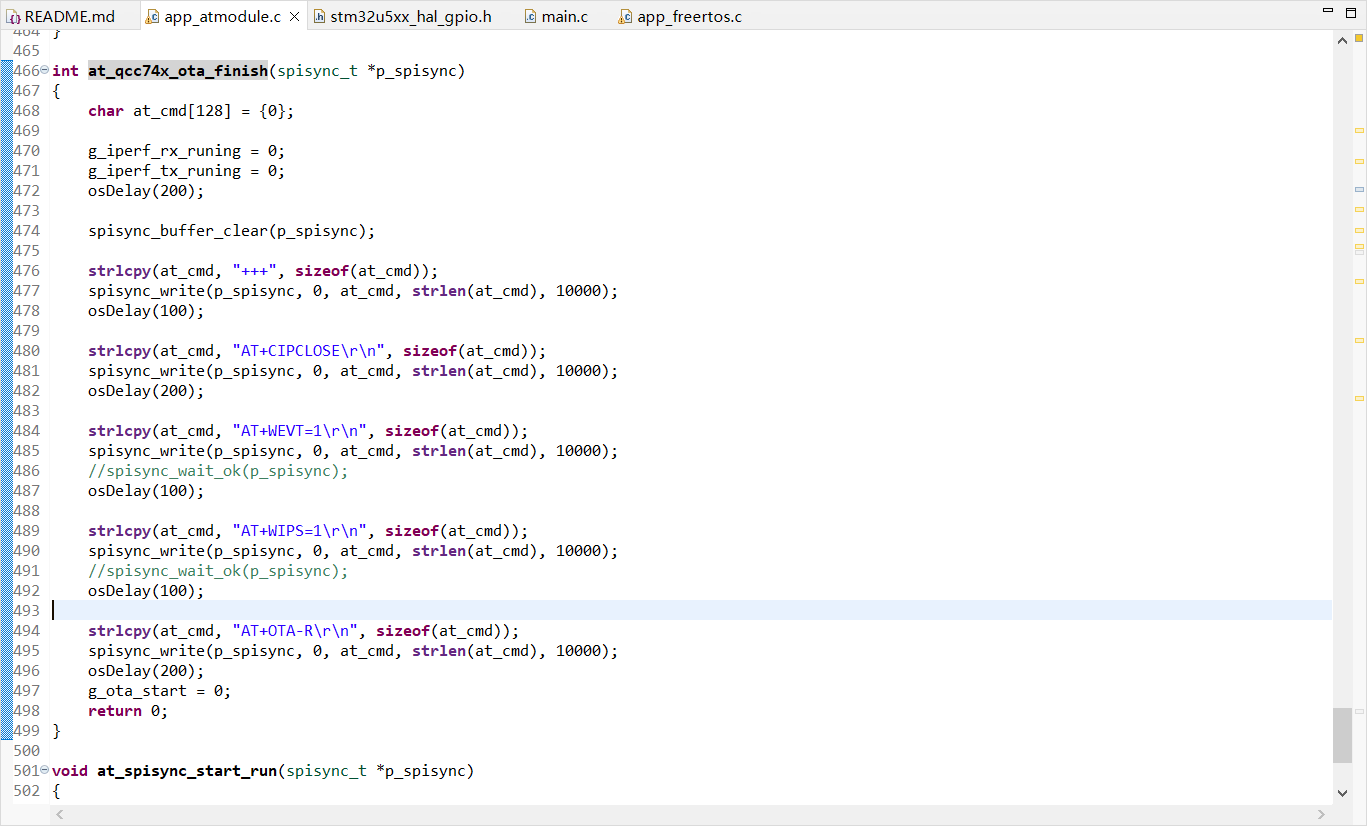 README.md app_atmodule.c stm32u5xx_hal_gpio.h main.c app_freertos.c
464 }
465
466 int at_qcc74x_ota_finish(spisync_t *p_spisync)
467 {
468 char at_cmd[128] = {0};
469
470 g_iperf_rx_runing = 0;
471 g_iperf_tx_runing = 0;
472 osDelay(200);
473
474 spisync_buffer_clear(p_spisync);
475
476 strlcpy(at_cmd, "+++", sizeof(at_cmd));
477 spisync_write(p_spisync, 0, at_cmd, strlen(at_cmd), 10000);
478 osDelay(100);
479
480 strlcpy(at_cmd, "AT+CIPCLOSE\r\n", sizeof(at_cmd));
481 spisync_write(p_spisync, 0, at_cmd, strlen(at_cmd), 10000);
482 osDelay(200);
483
484 strlcpy(at_cmd, "AT+WEVT=1\r\n", sizeof(at_cmd));
485 spisync_write(p_spisync, 0, at_cmd, strlen(at_cmd), 10000);
486 //spisync_wait_ok(p_spisync);
487 osDelay(100);
488
489 strlcpy(at_cmd, "AT+WIPS=1\r\n", sizeof(at_cmd));
490 spisync_write(p_spisync, 0, at_cmd, strlen(at_cmd), 10000);
491 //spisync_wait_ok(p_spisync);
492 osDelay(100);
493
494 strlcpy(at_cmd, "AT+OTA-R\r\n", sizeof(at_cmd));
495 spisync_write(p_spisync, 0, at_cmd, strlen(at_cmd), 10000);
496 osDelay(200);
497 g_ota_start = 0;
498 return 0;
499 }
500
501 void at_spisync_start_run(spisync_t *p_spisync)
502 {